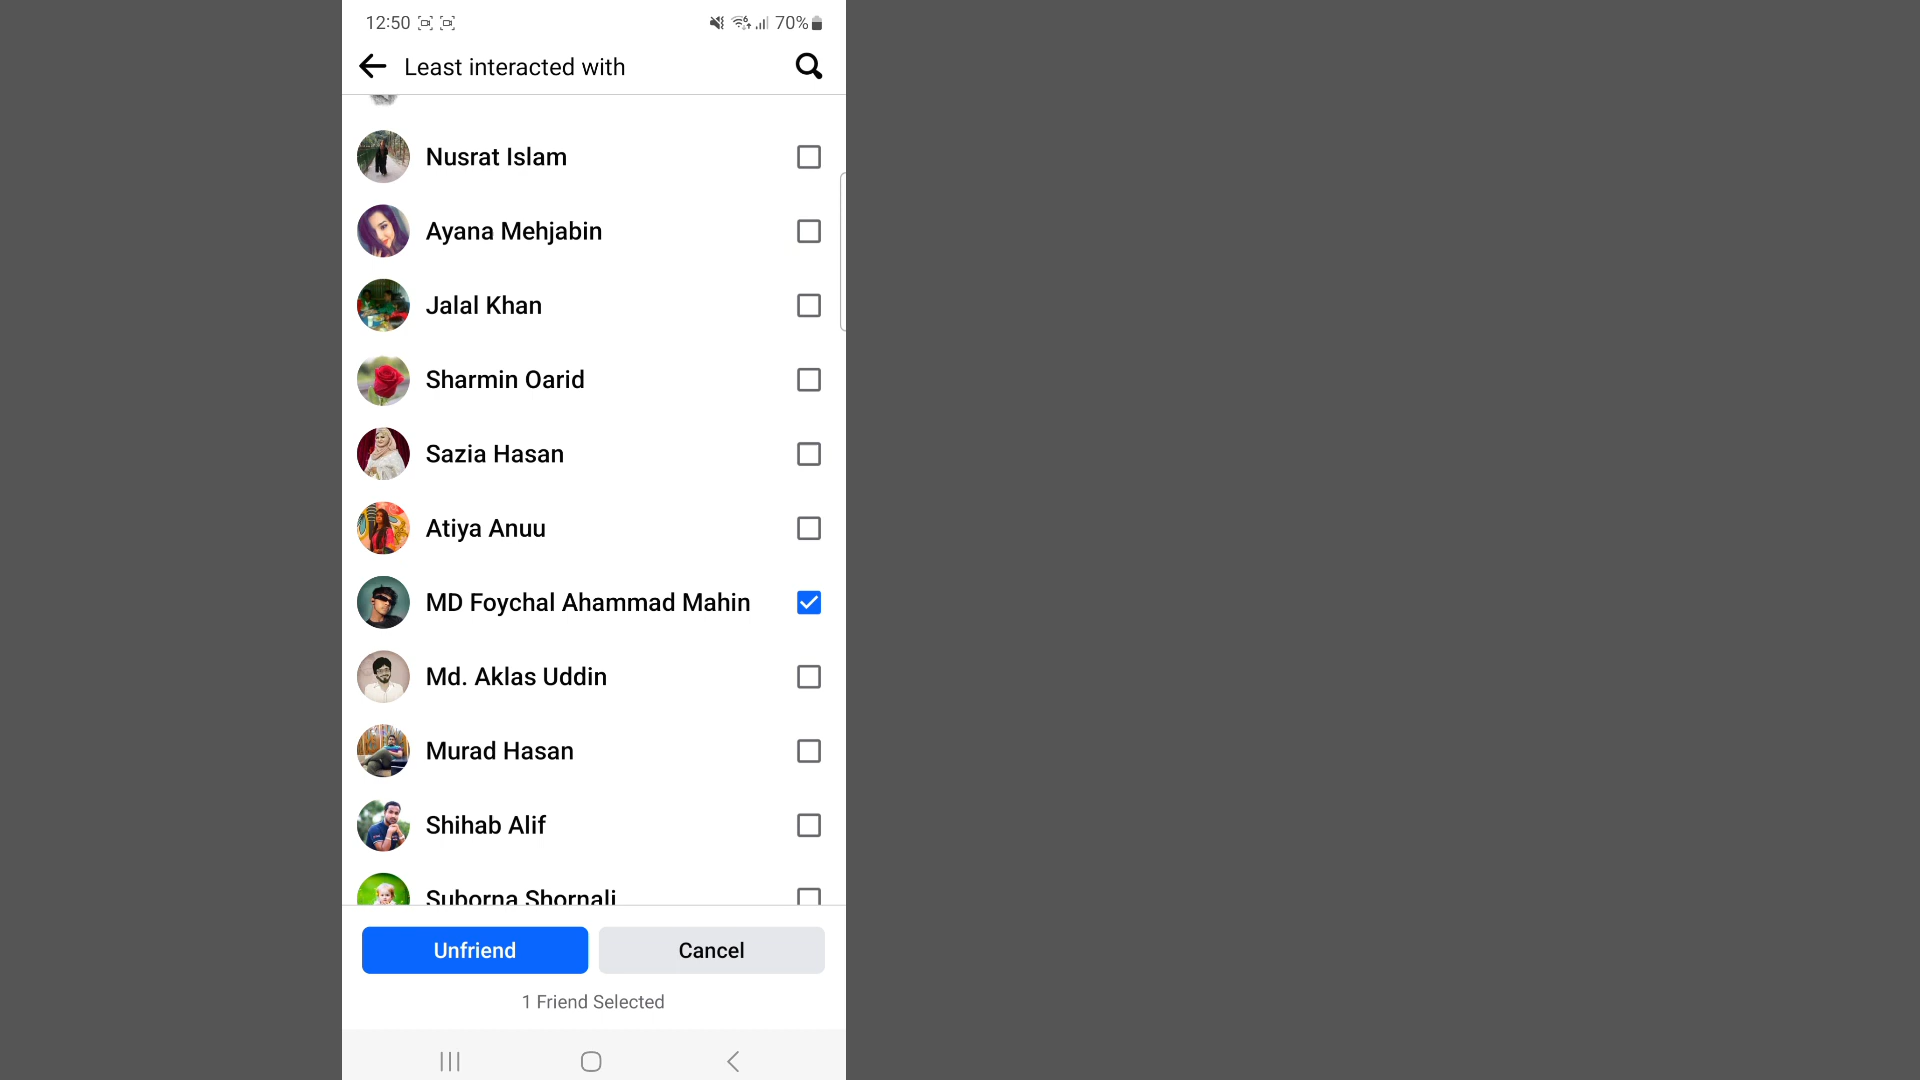 12:50
70%
Least interacted with
Nusrat Islam
Ayana Mehjabin
Jalal Khan
Sharmin Oarid
Sazia Hasan
Atiya Anuu
MD Foychal Ahammad Mahin
Md. Aklas Uddin
Murad Hasan
Shihab Alif
Suborna Shornali
Unfriend
Cancel
1 Friend Selected